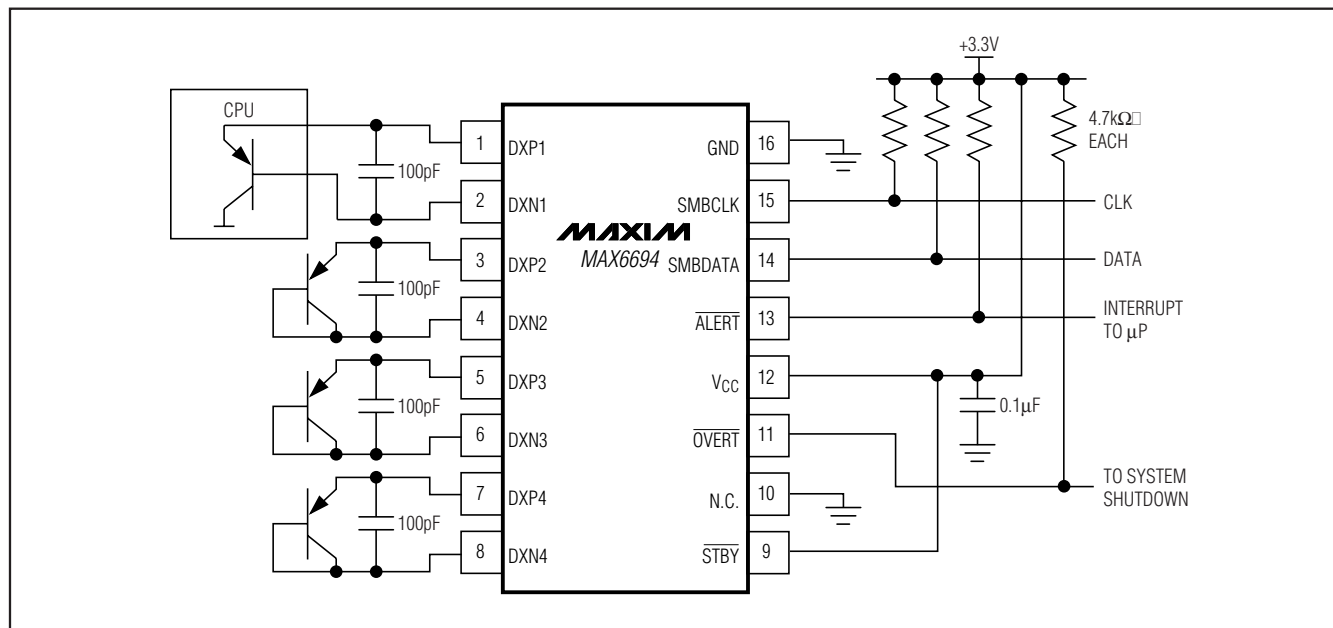 +3.3V
CPU
4.7kΩ□
EACH
1
DXP1
GND
16
100pF
2
DXN1
SMBCLK
15
CLK
MAXIM
MAX6694
3
DXP2
SMBDATA
14
DATA
100pF
4
DXN2
ALERT
13
INTERRUPT
TO µP
5
DXP3
VCC
12
100pF
0.1µF
6
DXN3
OVERT
11
7
DXP4
N.C.
10
TO SYSTEM
SHUTDOWN
100pF
8
DXN4
STBY
9